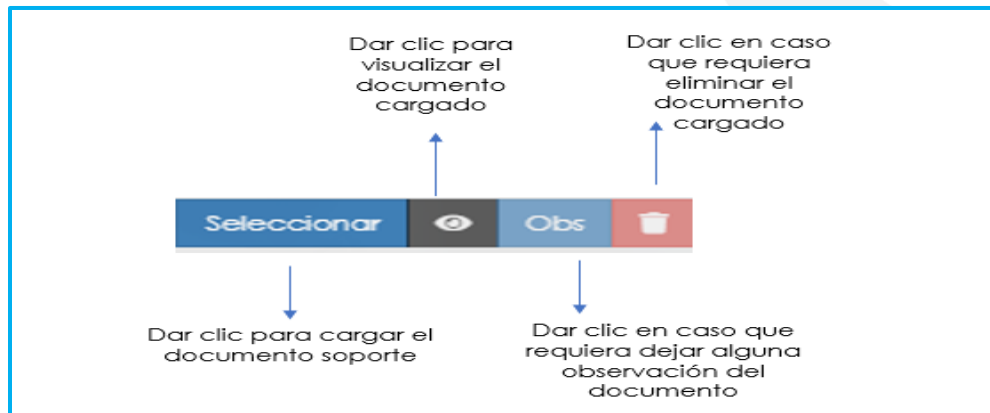 Dar clic para
visualizar el
documento
cargado
Dar clic en caso
que requiera
eliminar el
documento
cargado
Seleccionar
Obs
Dar clic para cargar el
documento soporte
Dar clic en caso que
requiera dejar alguna
observación del
documento